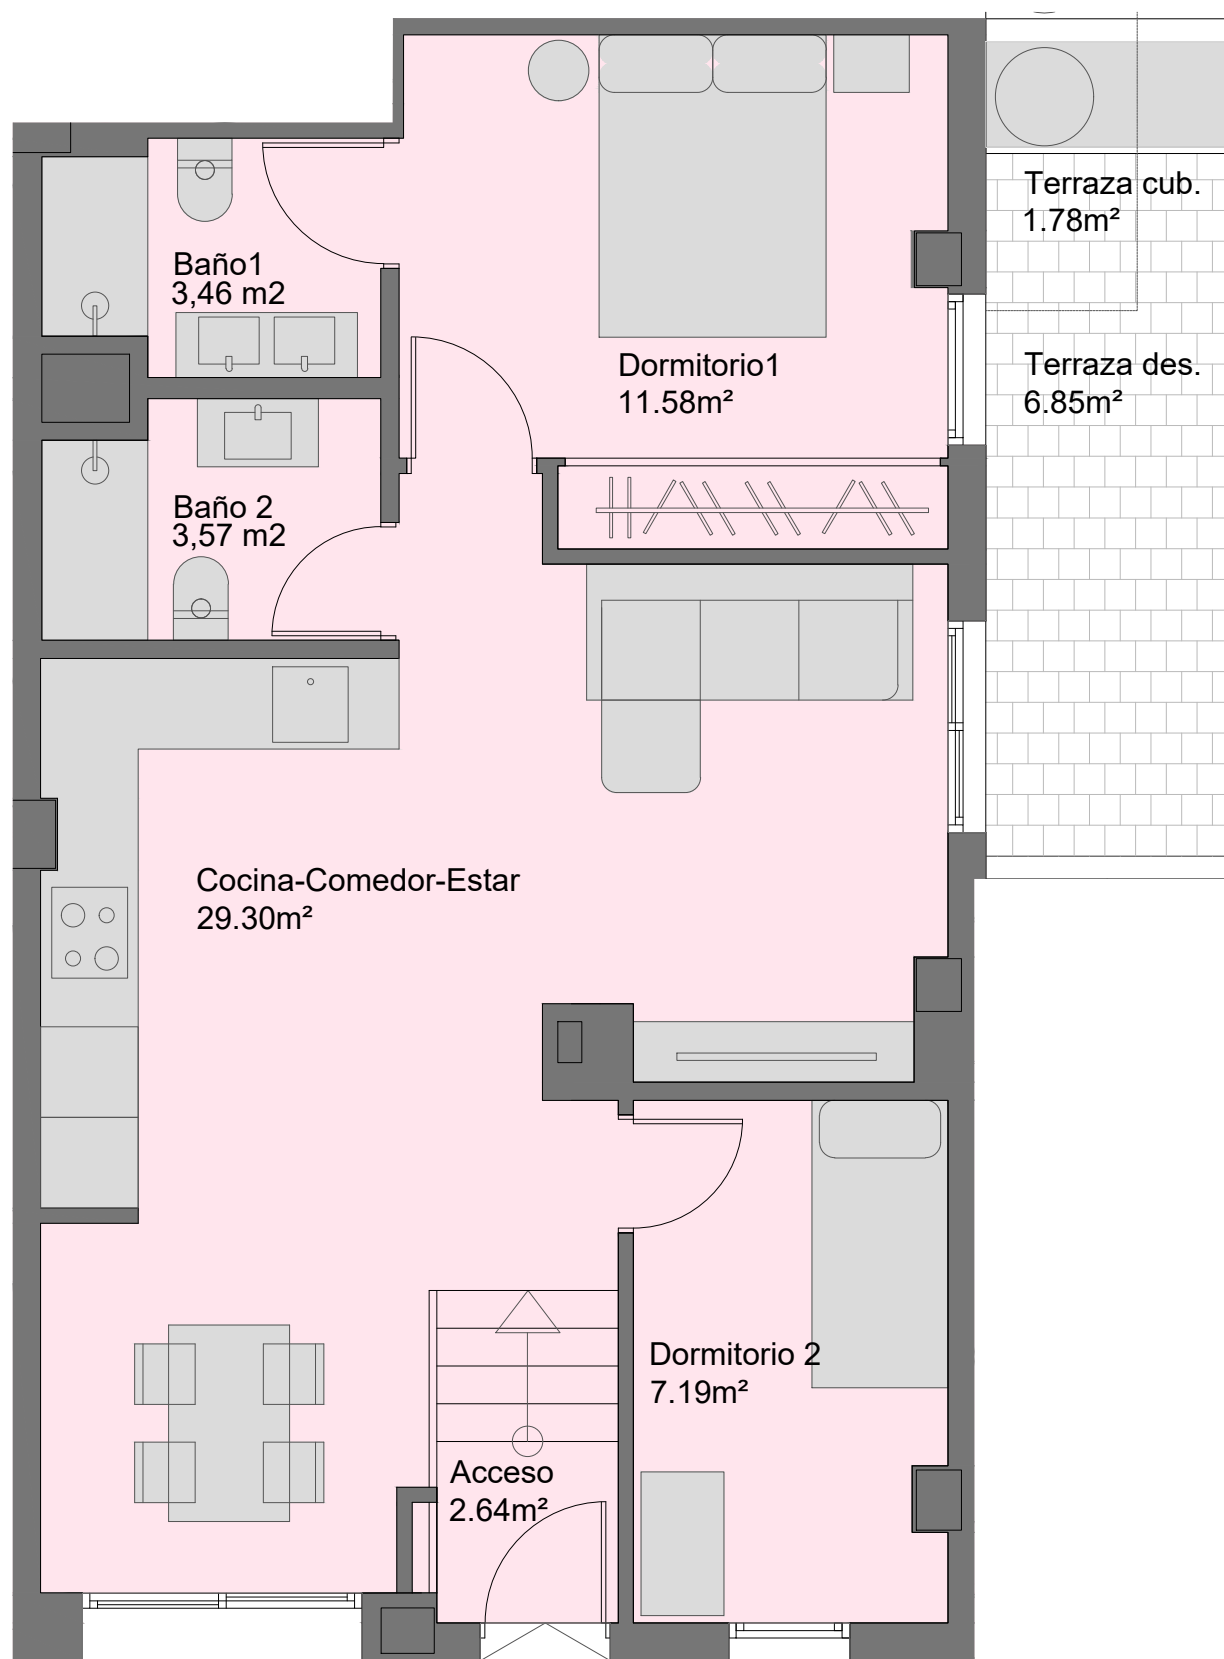 Terraza cub.
1.78m²
Baño1
3,46 m2
Dormitorio1
11.58m²
Terraza des.
6.85m²
Baño 2
3,57 m2
Cocina-Comedor-Estar
29.30m²
Dormitorio 2
7.19m²
Acceso
2.64m²